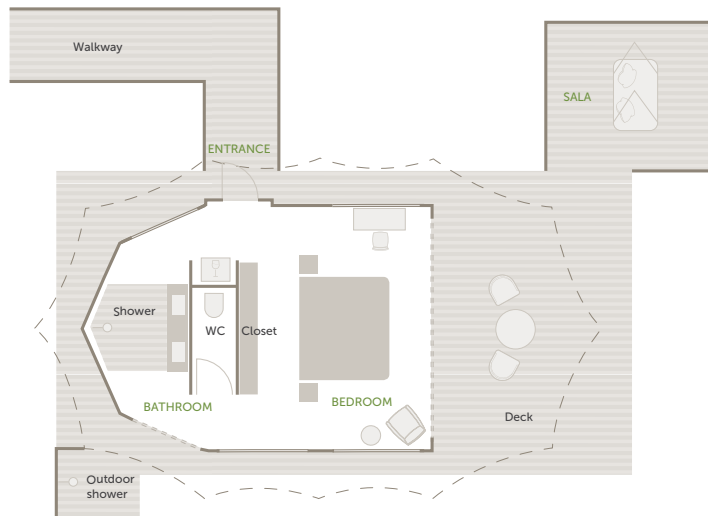 Walkway
SALA
ENTRANCE
Shower
WC
Closet
BATHROOM
BEDROOM
Deck
Outdoor
shower